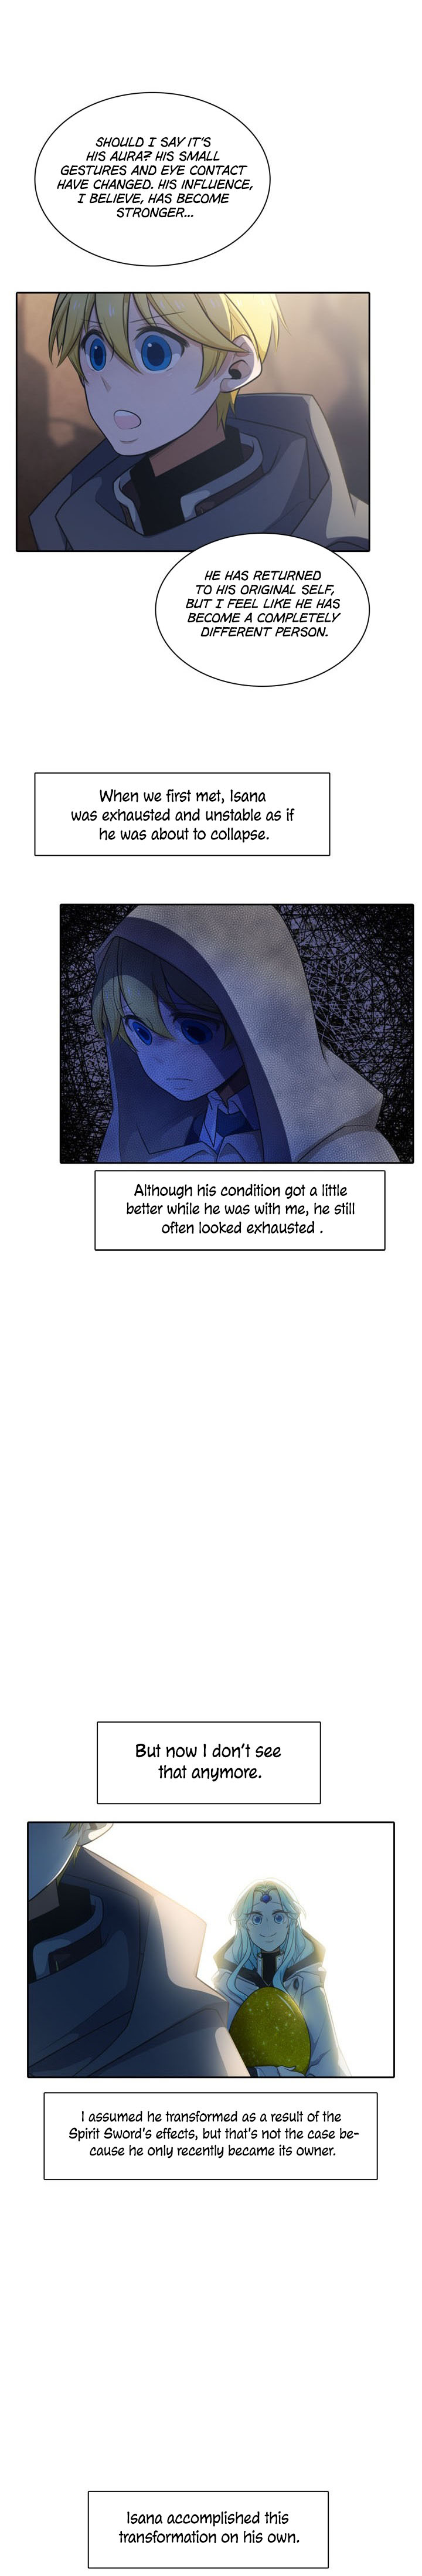 SHOULD I SAY IT'S
HIS AURA? HIS SMALL
GESTURES AND EYE CONTACT
HAVE CHANGED. HIS INFLUENCE,
I BELIEVE, HAS BECOME
STRONGER...
HE HAS RETURNED
TO HIS ORIGINAL SELF,
BUT I FEEL LIKE HE HAS
BECOME A COMPLETELY
DIFFERENT PERSON.
When we first met, Isana
was exhausted and unstable as if
he was about to collapse.
Although his condition got a little
better while he was with me, he still
often looked exhausted .
But now I don't see
that anymore.
I assumed he transformed as a result of the
Spirit Sword's effects, but that's not the case be-
cause he only recently became its owner.
Isana accomplished this
transformation on his own.